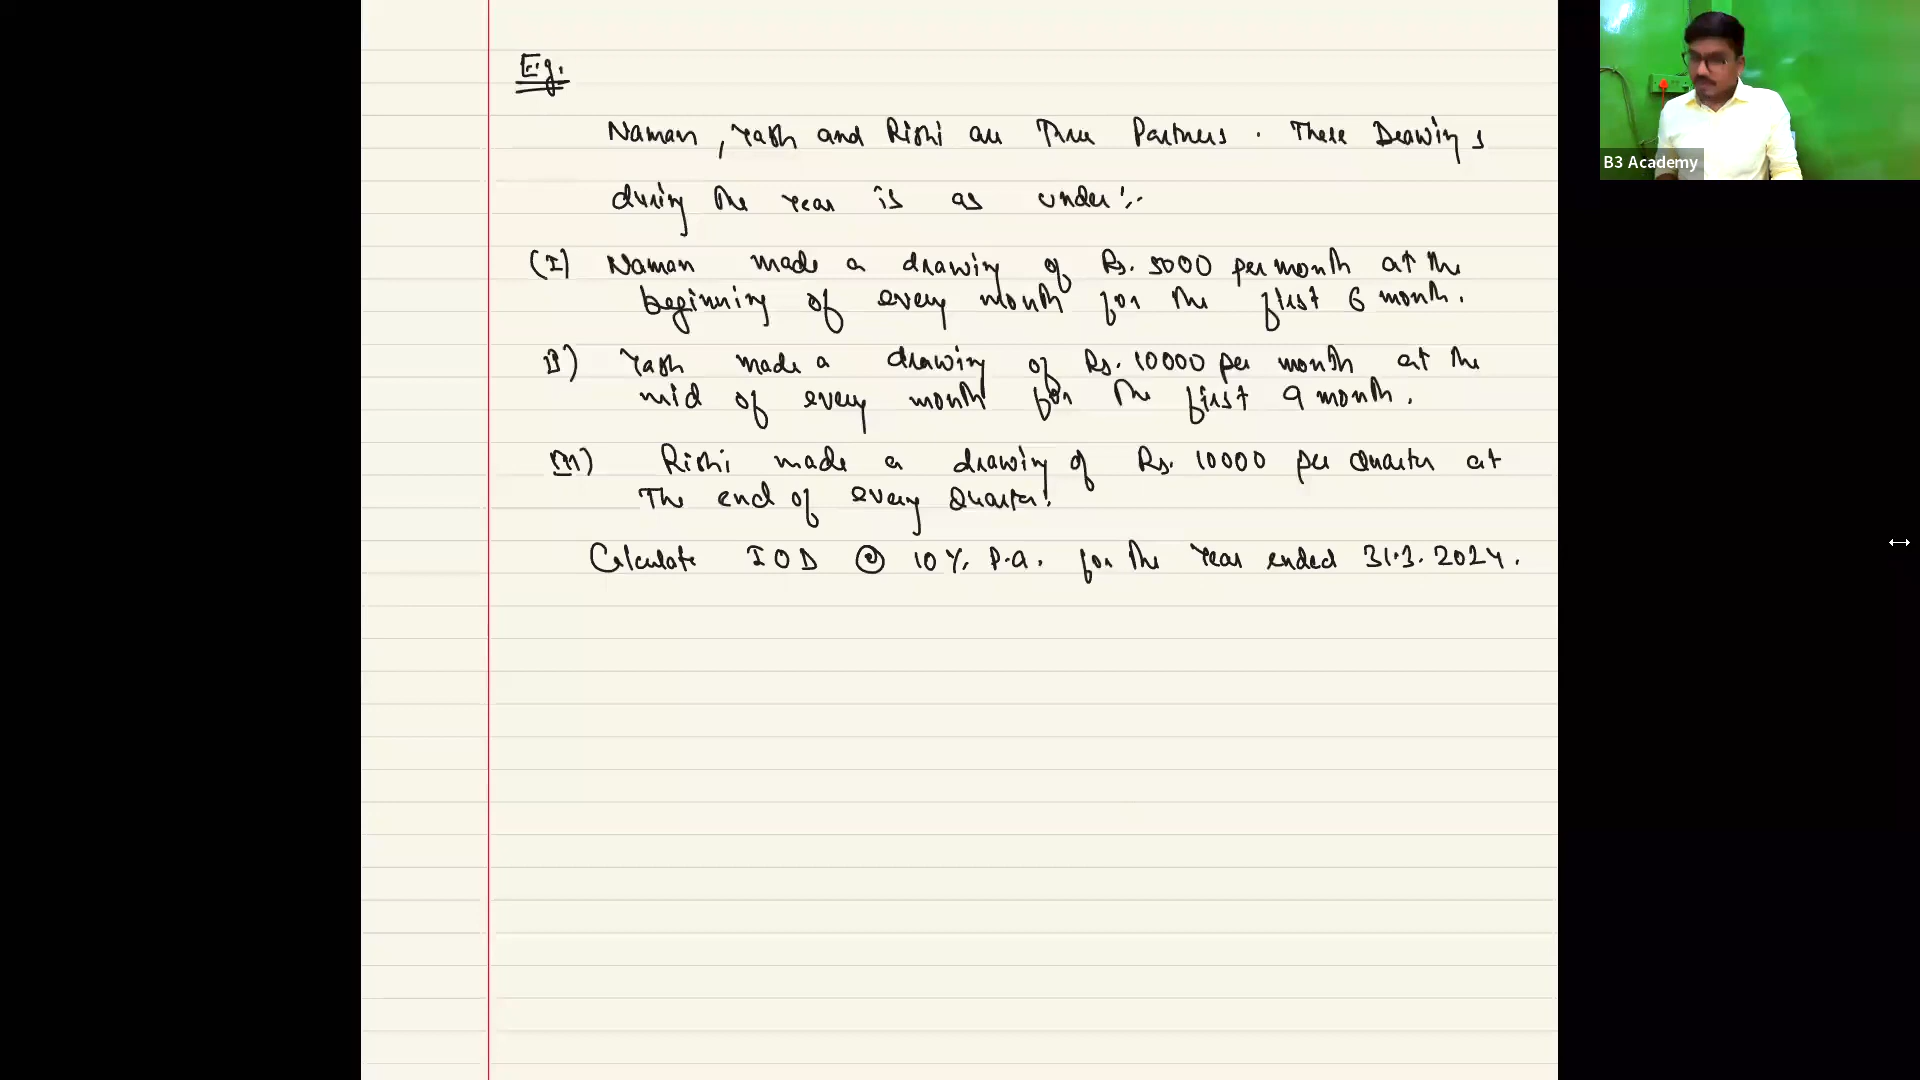 Eg.
Naman, Yash and Rishi are Three Partners. There Drawings
during the year is as under:-
(I) Naman made a drawing of Rs. 5000 per month at the
beginning of every month for the first 6 month.
II) Yash made a drawing of Rs. 10000 per month at the
mid of every month for the first 9 month.
III) Rishi made a drawing of Rs. 10000 per Quarter at
The end of every Quarter.
Calculate IOD @ 10% P.a. for the Year ended 31.3.2024.
B3 Academy